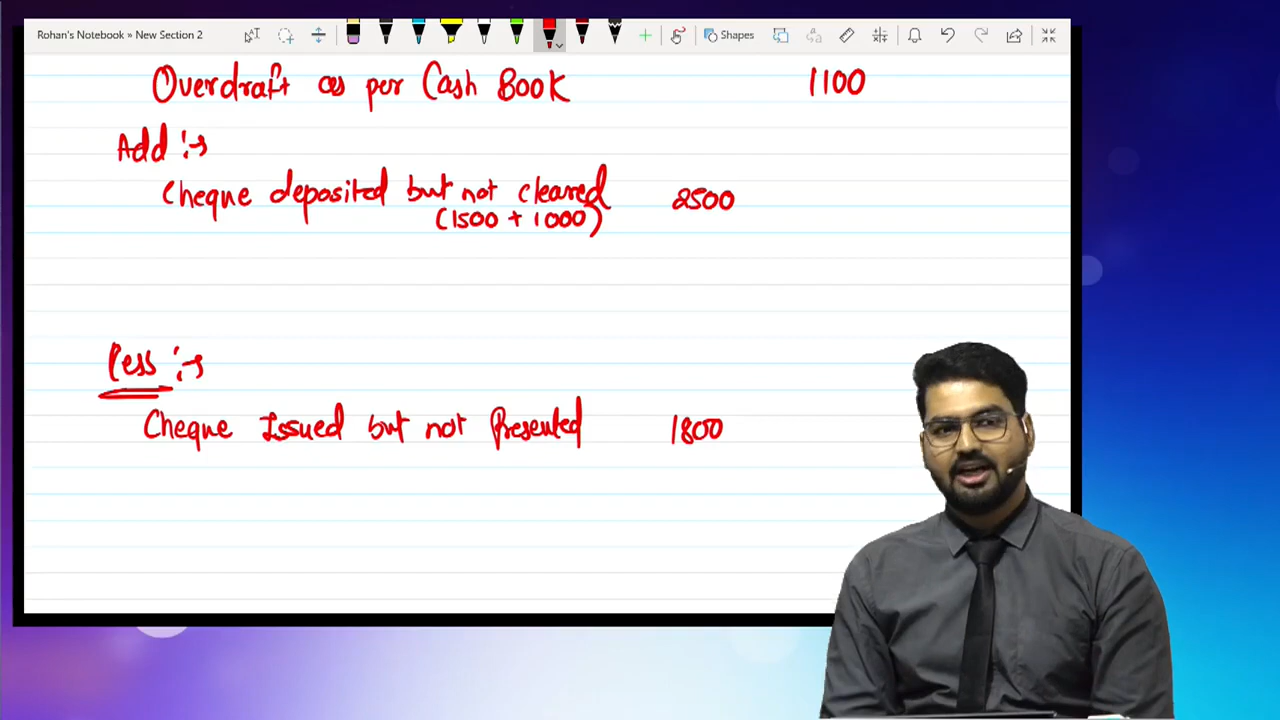 Rohan's Notebook » New Section 2
Shapes
Overdraft as per Cash Book 1100
Add :→
Cheque deposited but not cleared 2500
(1500 + 1000)
Less :→
Cheque Issued but not Presented 1800